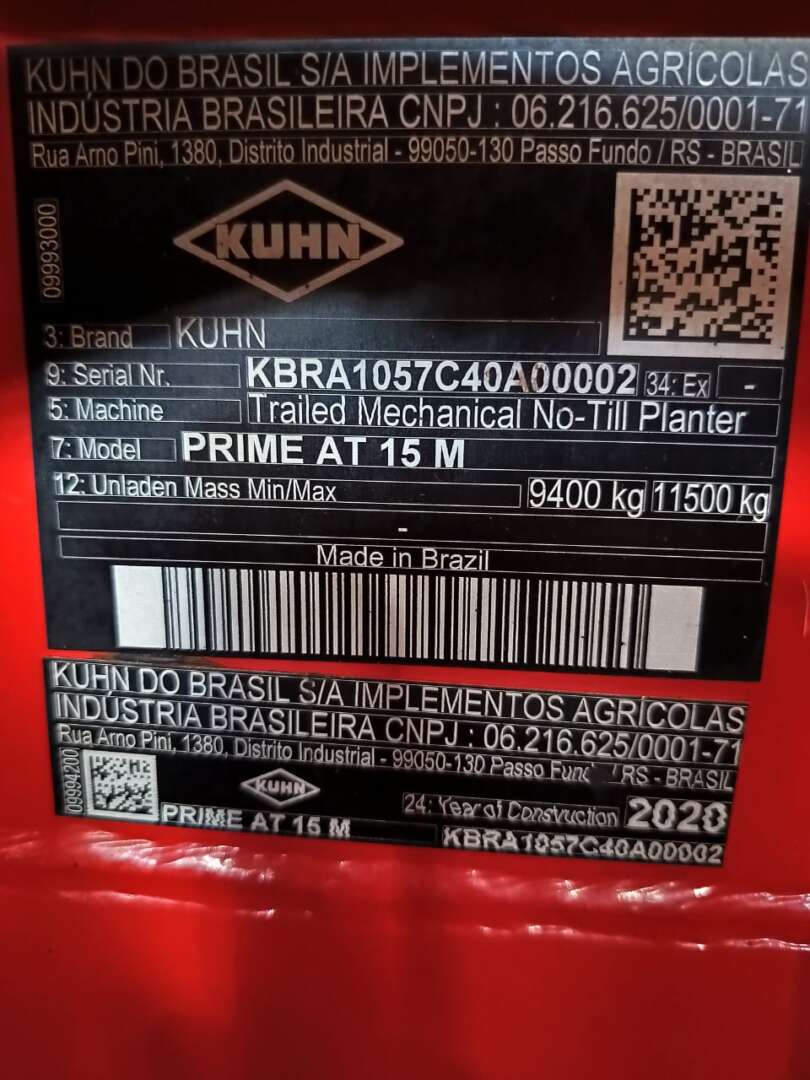 KUHN DO BRASIL S/A IMPLEMENTOS AGRÍCOLAS
INDÚSTRIA BRASILEIRA CNPJ : 06.216.625/0001-71
Rua Arno Pini, 1380, Distrito Industrial - 99050-130 Passo Fundo / RS - BRASIL
09993000
KUHN
3: Brand KUHN
9: Serial Nr. KBRA1057C40A00002 34: Ex -
5: Machine Trailed Mechanical No-Till Planter
7: Model PRIME AT 15 M
12: Unladen Mass Min/Max 9400 kg 11500 kg
-
Made in Brazil
KUHN DO BRASIL S/A IMPLEMENTOS AGRÍCOLAS
INDÚSTRIA BRASILEIRA CNPJ : 06.216.625/0001-71
Rua Arno Pini, 1380, Distrito Industrial - 99050-130 Passo RS - BRASIL
09994200
KUHN
24: Year of Construction 2020
PRIME AT 15 M KBRA1057C40A00002